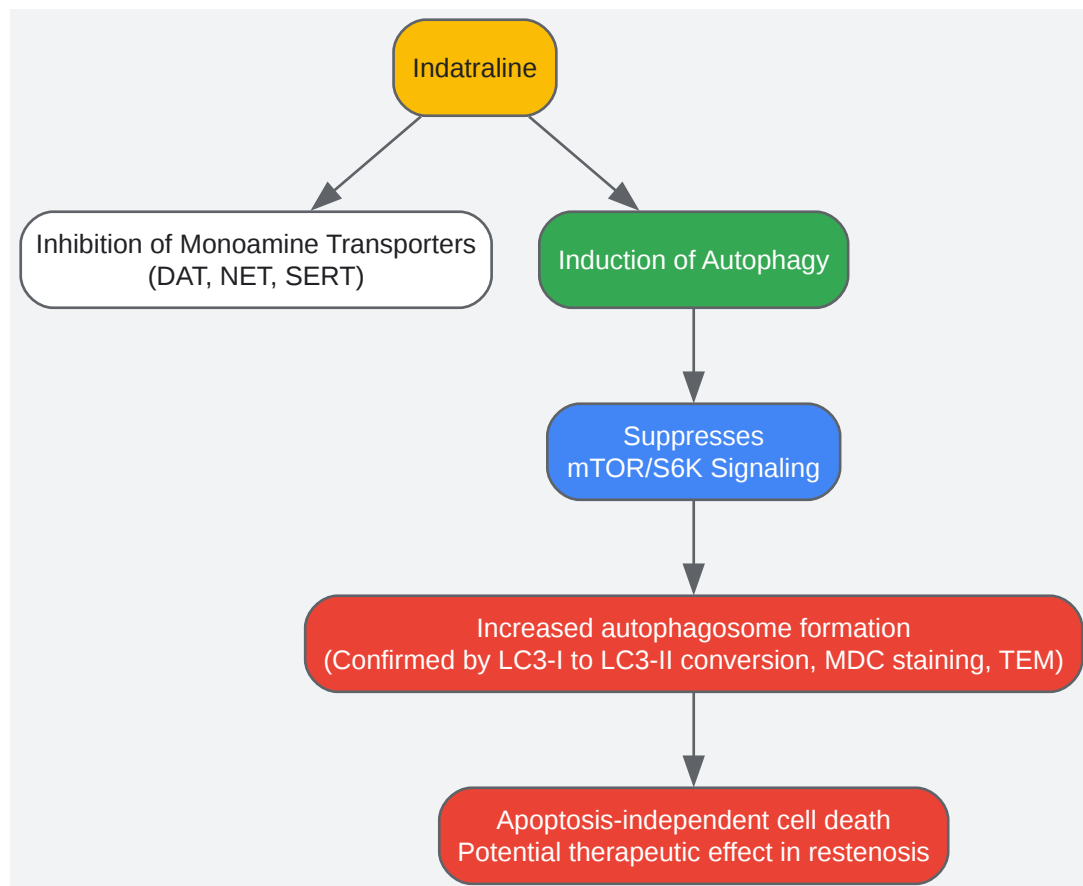 Indatraline
Inhibition of Monoamine Transporters
(DAT, NET, SERT)
Induction of Autophagy
Suppresses
mTOR/S6K Signaling
Increased autophagosome formation
(Confirmed by LC3-I to LC3-II conversion, MDC staining, TEM)
Apoptosis-independent cell death
Potential therapeutic effect in restenosis